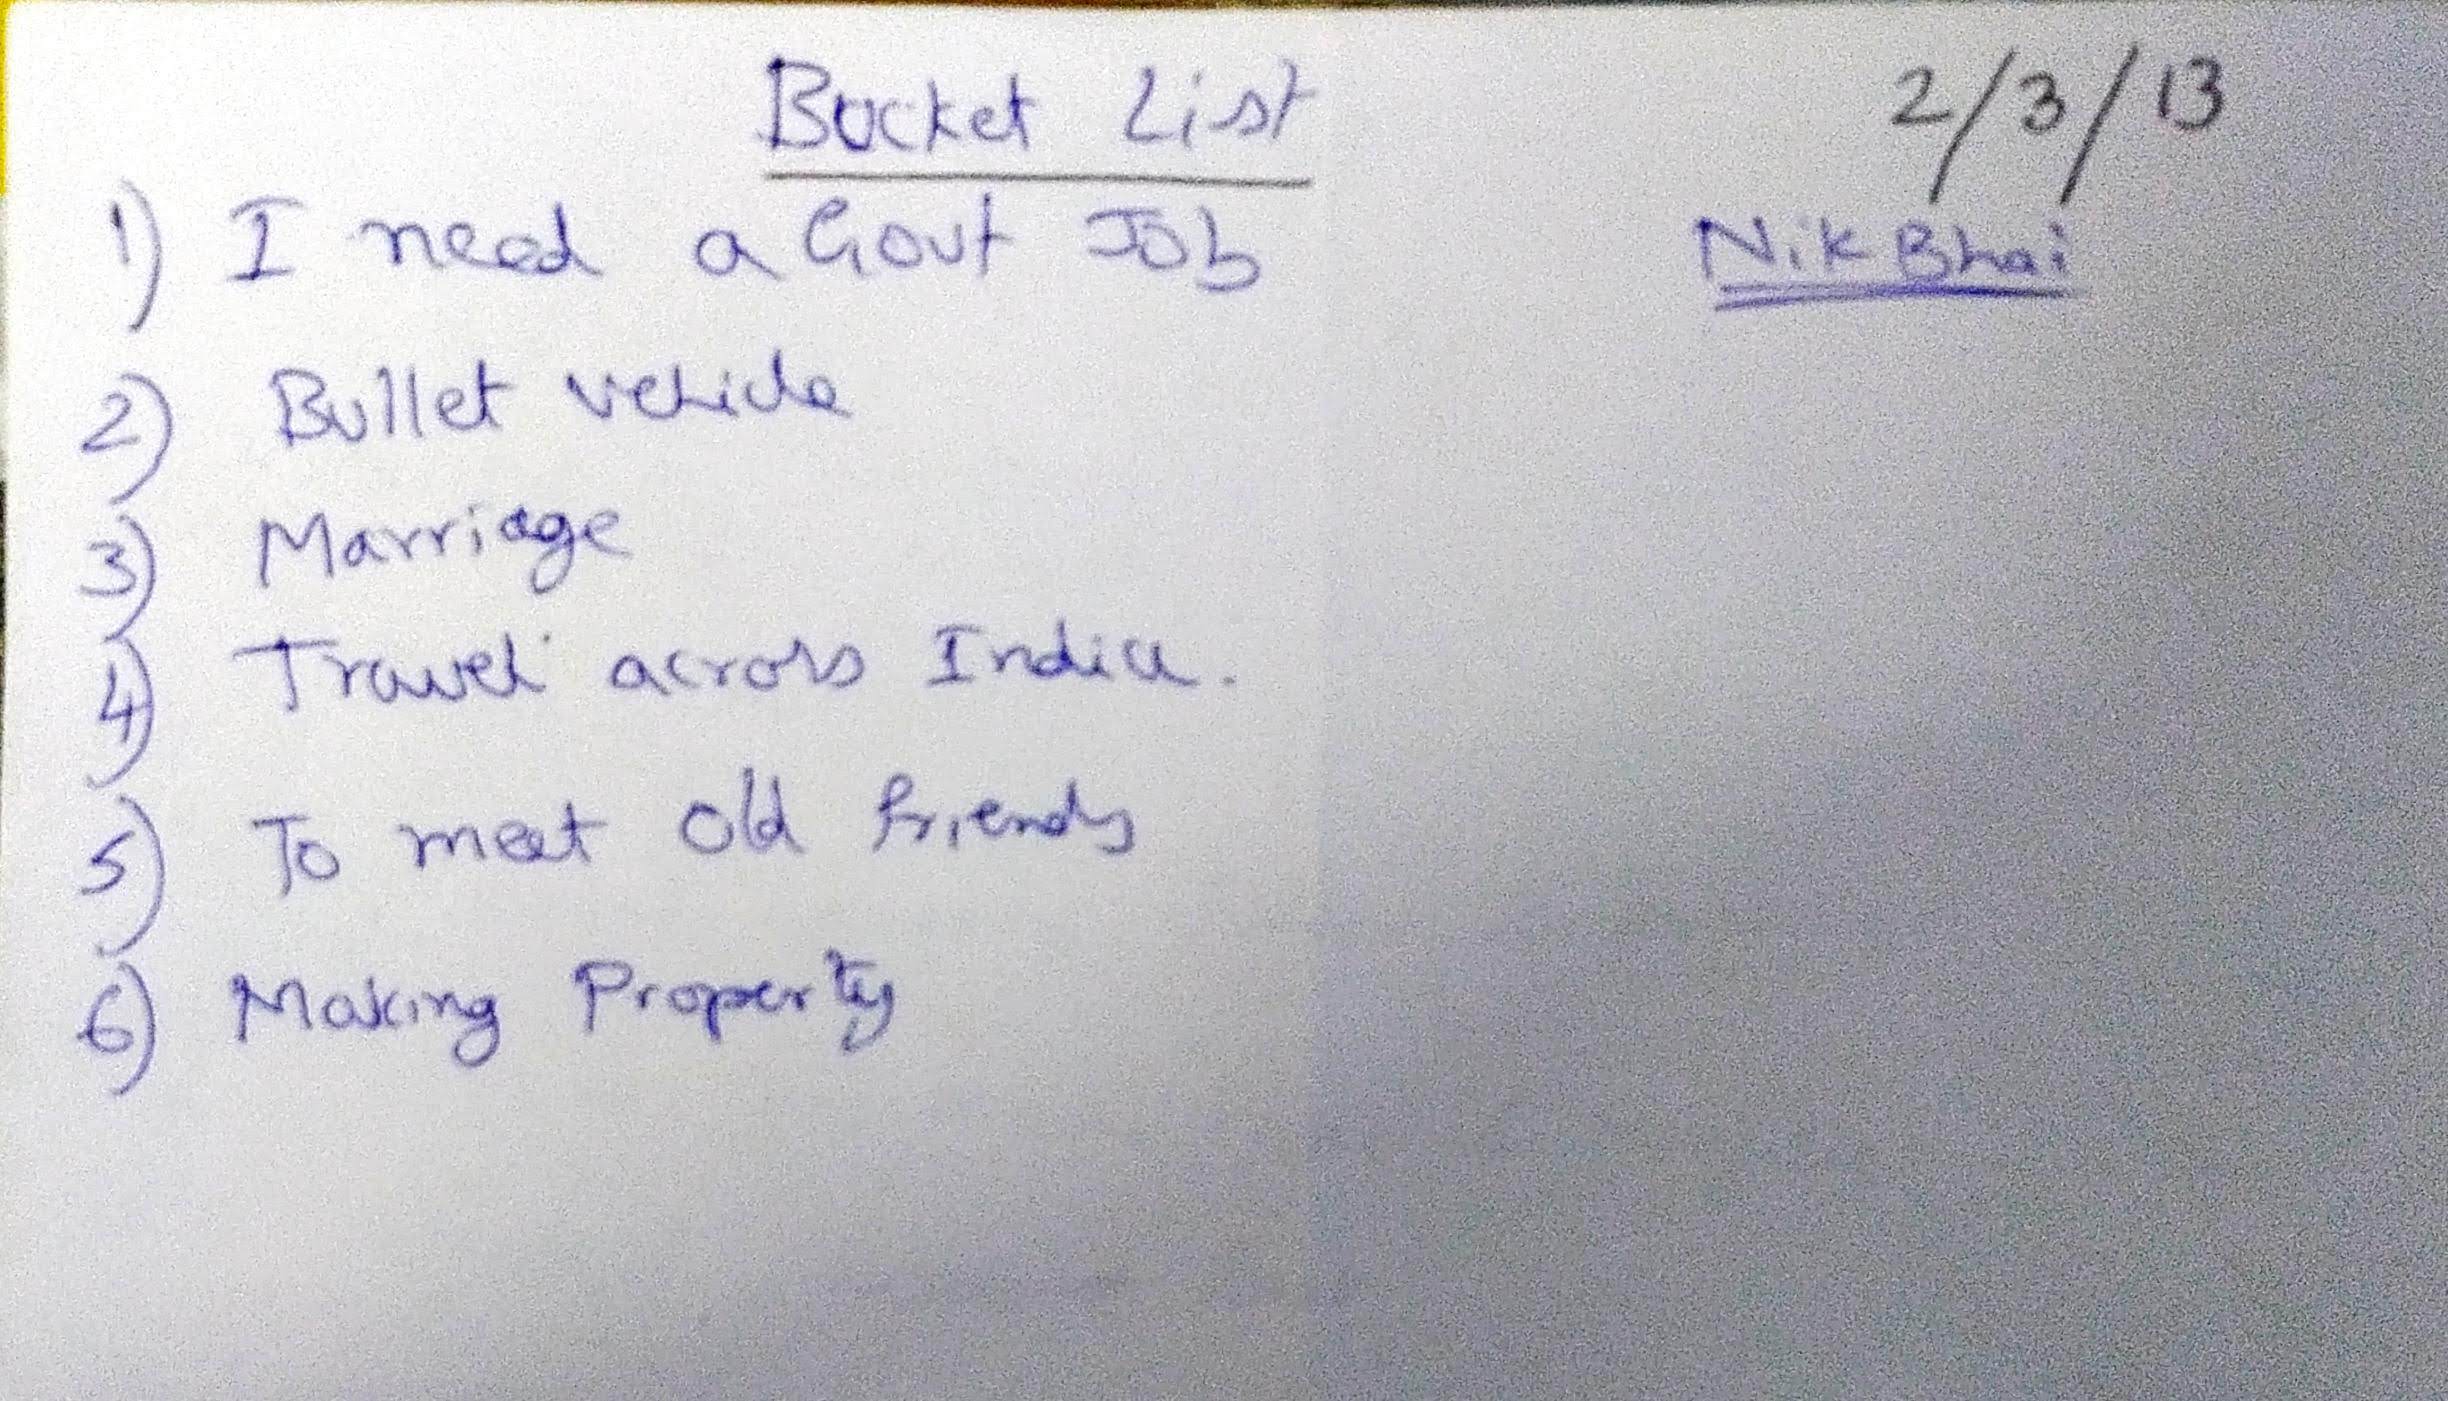 Bucket List
2/3/13
Nik Bhai
1) I need a Govt Job
2) Bullet vehicle
3) Marriage
4) Travel across India.
5) To meet old friends
6) Making Property